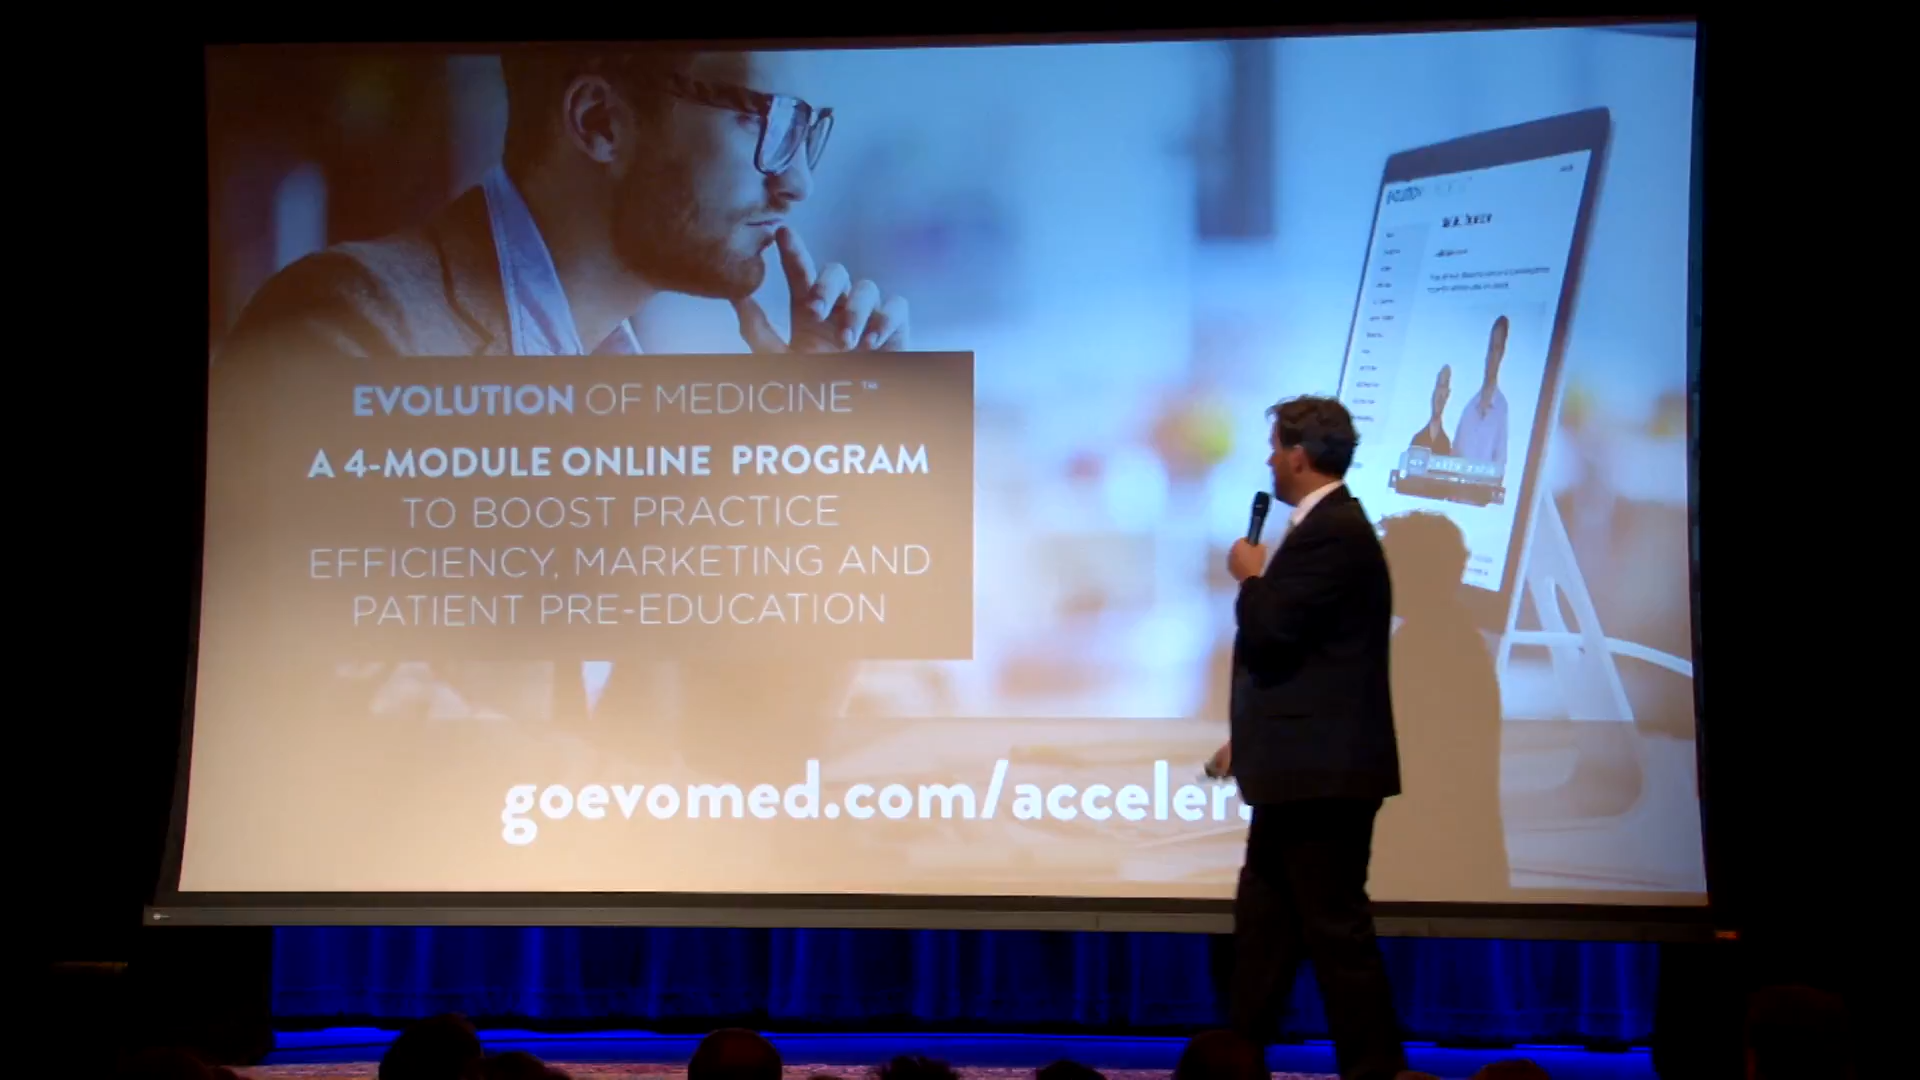 EVOLUTION OF MEDICINE™
A 4-MODULE ONLINE PROGRAM
TO BOOST PRACTICE
EFFICIENCY, MARKETING AND
PATIENT PRE-EDUCATION
goevomed.com/acceler